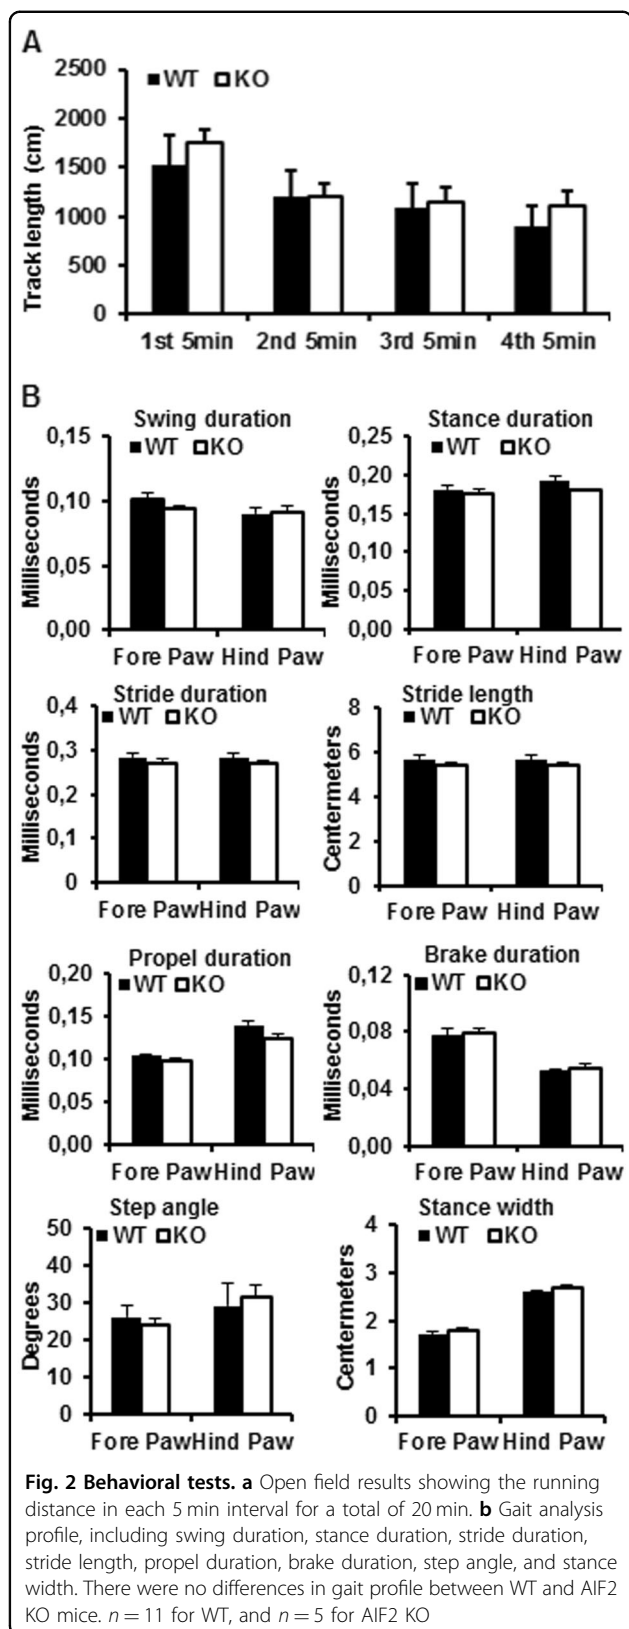 A
WT KO
Track length (cm)
2500
2000
1500
1000
500
0
1st 5min 2nd 5min 3rd 5min 4th 5min
B
Swing duration
WT KO
Milliseconds
0,15
0,10
0,05
0,00
Fore Paw Hind Paw
Stance duration
WT KO
Milliseconds
0,25
0,20
0,15
0,10
0,05
0,00
Fore Paw Hind Paw
Stride duration
WT KO
Milliseconds
0,4
0,3
0,2
0,1
0
Fore Paw Hind Paw
Stride length
WT KO
Centermeters
8
6
4
2
0
Fore Paw Hind Paw
Propel duration
WT KO
Milliseconds
0,20
0,15
0,10
0,05
0,00
Fore Paw Hind Paw
Brake duration
WT KO
Milliseconds
0,12
0,08
0,04
0,00
Fore Paw Hind Paw
Step angle
WT KO
Degrees
50
40
30
20
10
0
Fore Paw Hind Paw
Stance width
WT KO
Centermeters
4
3
2
1
0
Fore Paw Hind Paw
Fig. 2 Behavioral tests. a Open field results showing the running
distance in each 5 min interval for a total of 20 min. b Gait analysis
profile, including swing duration, stance duration, stride duration,
stride length, propel duration, brake duration, step angle, and stance
width. There were no differences in gait profile between WT and AIF2
KO mice. n = 11 for WT, and n = 5 for AIF2 KO